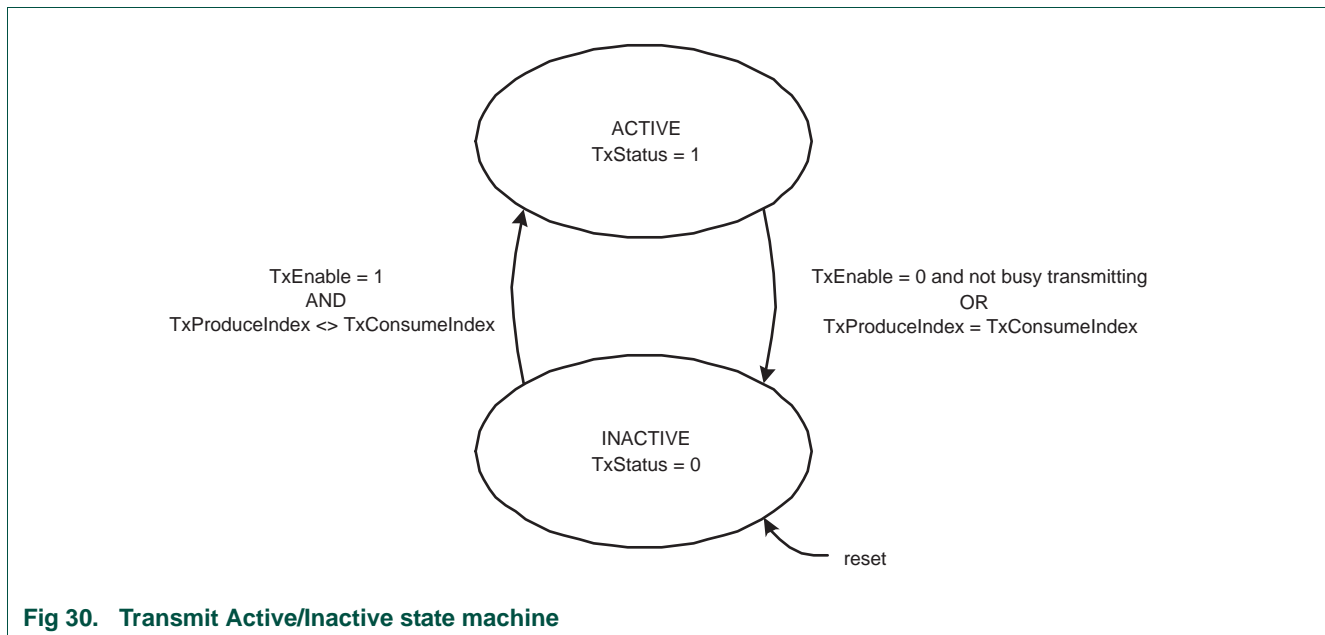 ACTIVE
TxStatus = 1
TxEnable = 1
AND
TxProduceIndex <> TxConsumeIndex
TxEnable = 0 and not busy transmitting
OR
TxProduceIndex = TxConsumeIndex
INACTIVE
TxStatus = 0
reset
Fig 30. Transmit Active/Inactive state machine